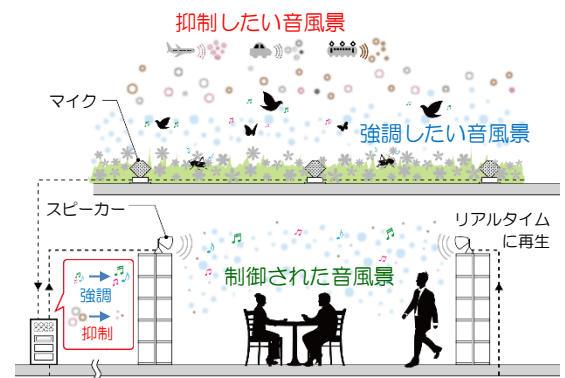 抑制したい音風景
マイク
強調したい音風景
スピーカー
リアルタイム
に再生
制御された音風景
強調
抑制